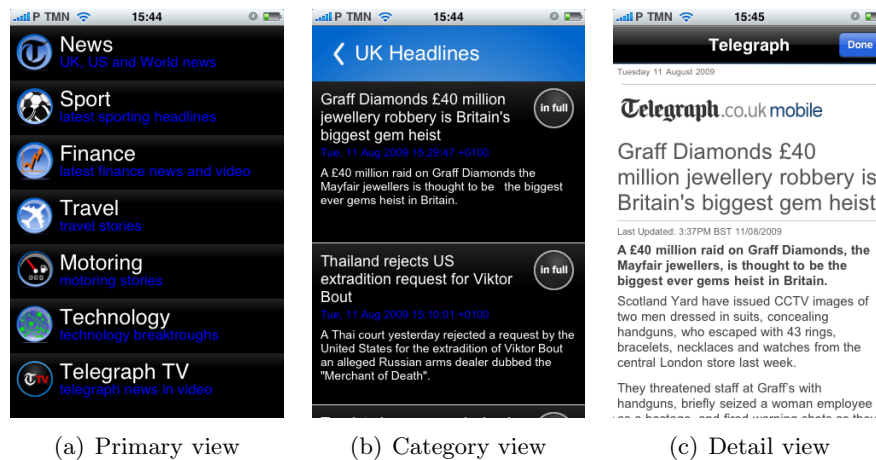 P TMN 15:44
News
UK, US and World news
Sport
latest sporting headlines
Finance
latest finance news and video
Travel
travel stories
Motoring
motoring stories
Technology
technology breaktroughs
TV
Telegraph TV
telegraph news in video
(a) Primary view
P TMN 15:44
UK Headlines
Graff Diamonds £40 million
jewellery robbery is Britain's
biggest gem heist
in full
Tue, 11 Aug 2009 15:29:47 +0100
A £40 million raid on Graff Diamonds the
Mayfair jewellers is thought to be the biggest
ever gems heist in Britain.
Thailand rejects US
extradition request for Viktor
Bout
in full
Tue, 11 Aug 2009 15:10:01 +0100
A Thai court yesterday rejected a request by the
United States for the extradition of Viktor Bout
an alleged Russian arms dealer dubbed the
"Merchant of Death".
(b) Category view
P TMN 15:45
Telegraph Done
Tuesday 11 August 2009
Telegraph.co.uk mobile
Graff Diamonds £40
million jewellery robbery is
Britain's biggest gem heist
Last Updated: 3:37PM BST 11/08/2009
A £40 million raid on Graff Diamonds, the
Mayfair jewellers, is thought to be the
biggest ever gems heist in Britain.
Scotland Yard have issued CCTV images of
two men dressed in suits, concealing
handguns, who escaped with 43 rings,
bracelets, necklaces and watches from the
central London store last week.
They threatened staff at Graff's with
handguns, briefly seized a woman employee
(c) Detail view